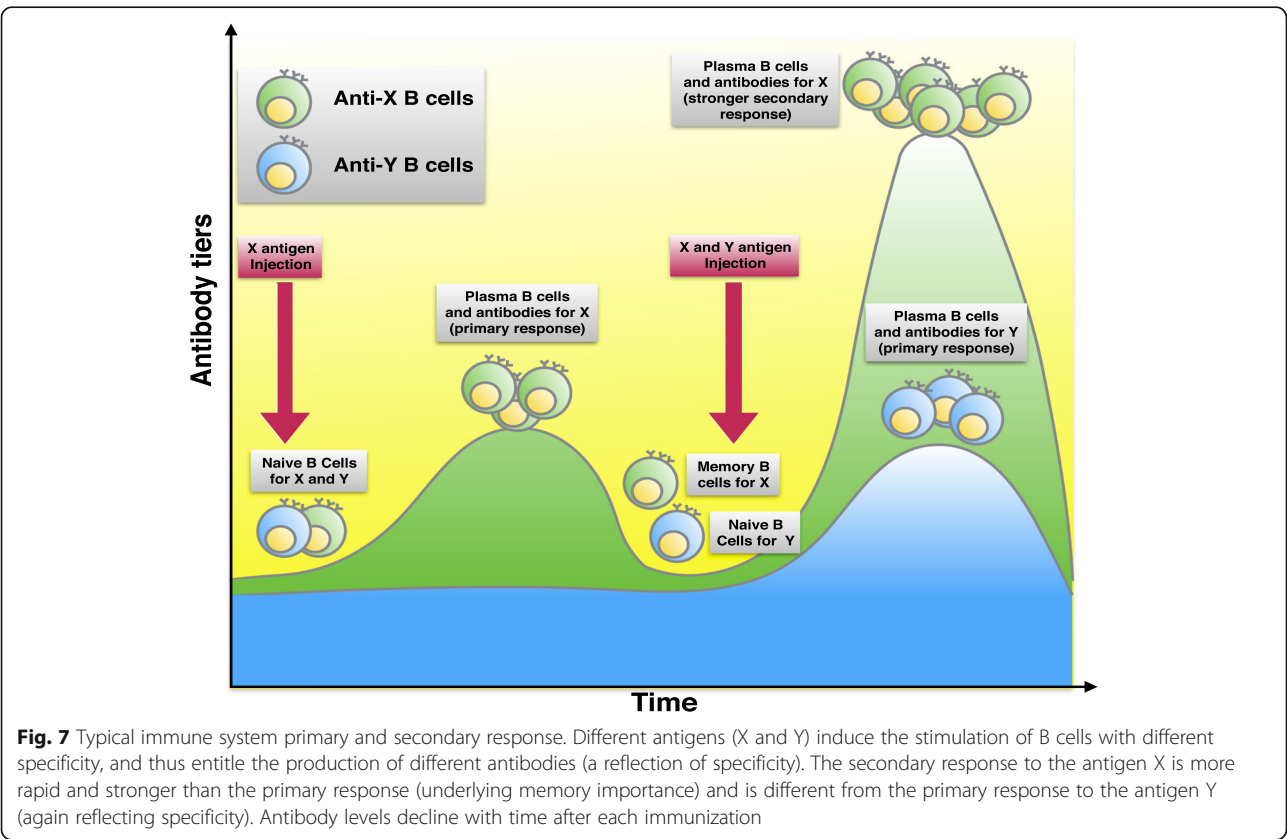 Anti-X B cells
Anti-Y B cells
Plasma B cells
and antibodies for X
(stronger secondary
response)
X antigen
Injection
X and Y antigen
Injection
Plasma B cells
and antibodies for X
(primary response)
Plasma B cells
and antibodies for Y
(primary response)
Naive B Cells
for X and Y
Memory B
cells for X
Naive B
Cells for Y
Antibody tiers
Time
Fig. 7 Typical immune system primary and secondary response. Different antigens (X and Y) induce the stimulation of B cells with different
specificity, and thus entitle the production of different antibodies (a reflection of specificity). The secondary response to the antigen X is more
rapid and stronger than the primary response (underlying memory importance) and is different from the primary response to the antigen Y
(again reflecting specificity). Antibody levels decline with time after each immunization